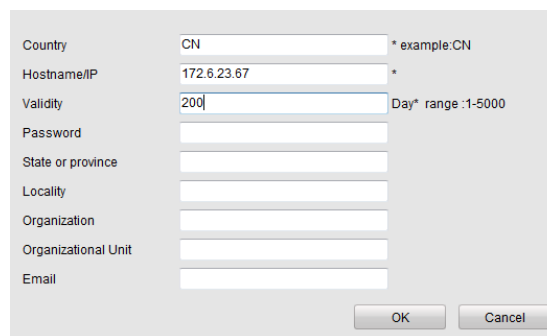 Country CN * example:CN
Hostname/IP 172.6.23.67 *
Validity 200 Day* range :1-5000
Password
State or province
Locality
Organization
Organizational Unit
Email
OK Cancel